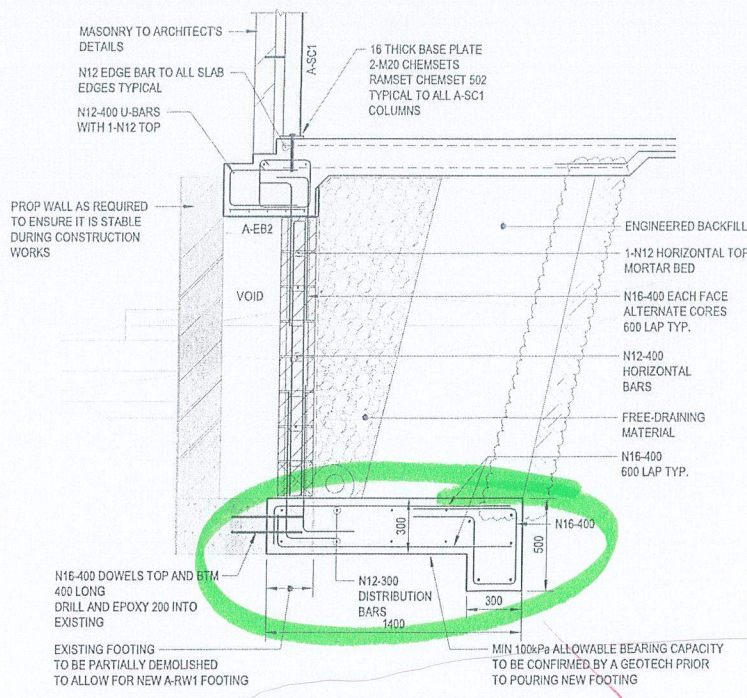 MASONRY TO ARCHITECT'S
DETAILS
N12 EDGE BAR TO ALL SLAB
EDGES TYPICAL
N12-400 U-BARS
WITH 1-N12 TOP
PROP WALL AS REQUIRED
TO ENSURE IT IS STABLE
DURING CONSTRUCTION
WORKS
A-SC1
16 THICK BASE PLATE
2-M20 CHEMSETS
RAMSET CHEMSET 502
TYPICAL TO ALL A-SC1
COLUMNS
A-EB2
VOID
ENGINEERED BACKFILL
1-N12 HORIZONTAL TOP
MORTAR BED
N16-400 EACH FACE
ALTERNATE CORES
600 LAP TYP.
N12-400
HORIZONTAL
BARS
FREE-DRAINING
MATERIAL
N16-400
600 LAP TYP.
N16-400
300
500
300
1400
N16-400 DOWELS TOP AND BTM
400 LONG
DRILL AND EPOXY 200 INTO
EXISTING
N12-300
DISTRIBUTION
BARS
EXISTING FOOTING
TO BE PARTIALLY DEMOLISHED
TO ALLOW FOR NEW A-RW1 FOOTING
MIN 100kPa ALLOWABLE BEARING CAPACITY
TO BE CONFIRMED BY A GEOTECH PRIOR
TO POURING NEW FOOTING